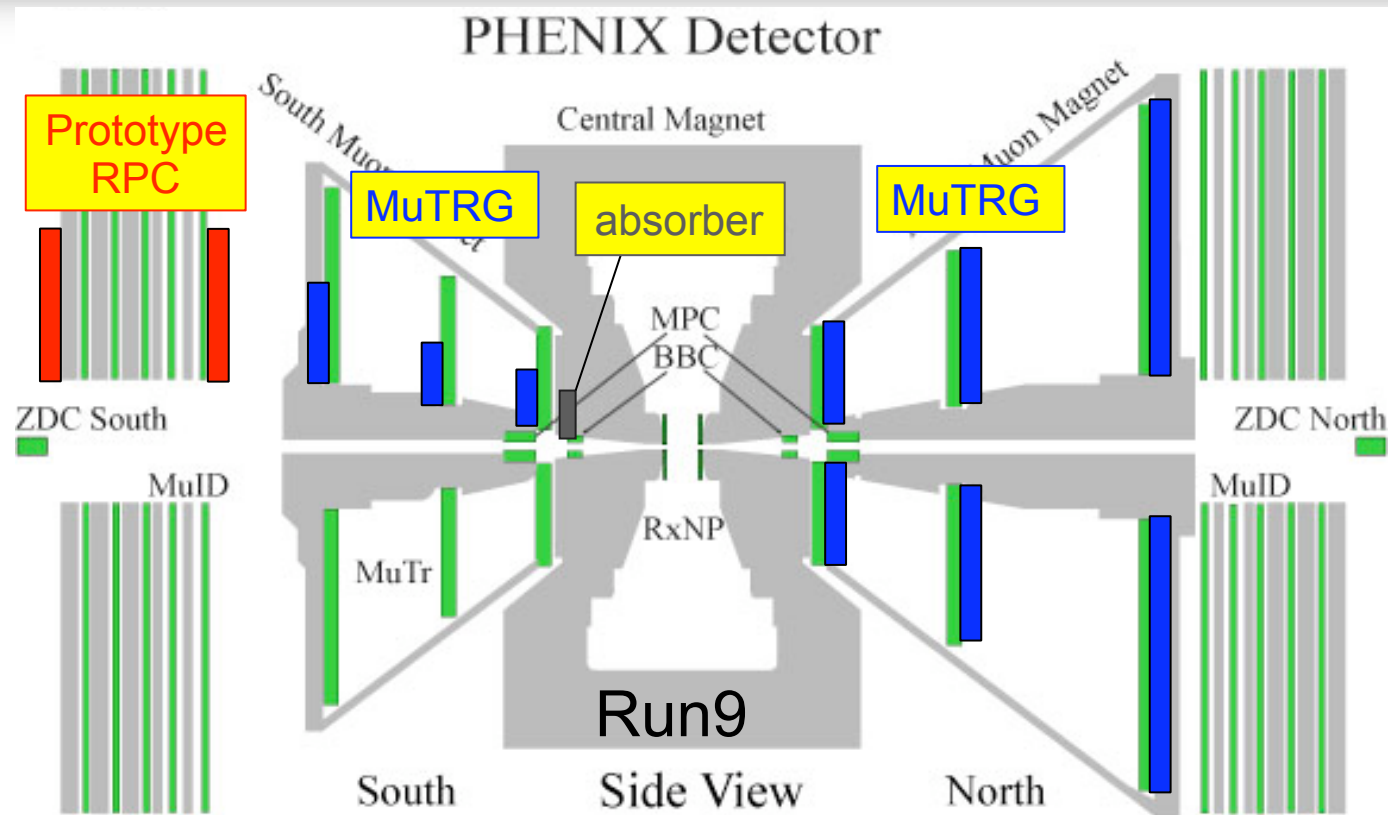 PHENIX Detector
Prototype
RPC
South Muon
Central Magnet
Muon Magnet
MuTRG
absorber
MuTRG
MPC
BBC
ZDC South
ZDC North
MuID
MuID
RxNP
MuTr
Run9
South
Side View
North